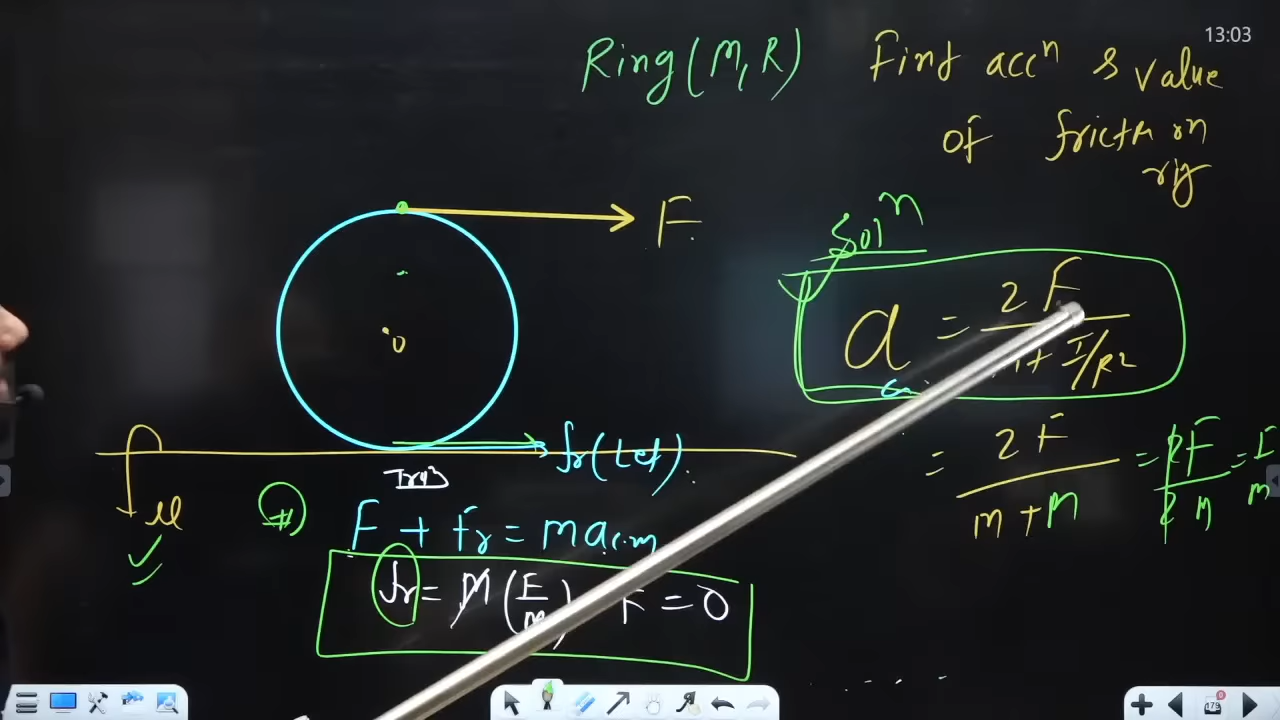 13:03
Ring(M,R) Find accⁿ & value
of friction on
ring
Solⁿ
F
a = 2F
m + I/R²
O
fr(Let)
= 2F/(m+m) = 2F/2m = F/m
μ
F + fr = ma c.m
fr = M(F/m) - F = 0
179